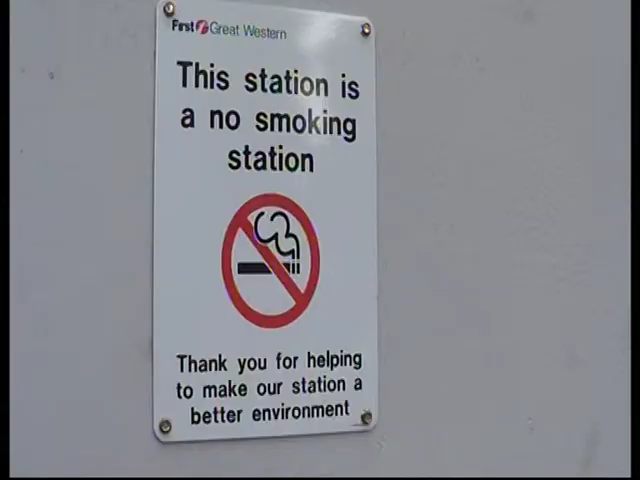 First Great Western
This station is
a no smoking
station
Thank you for helping
to make our station a
better environment